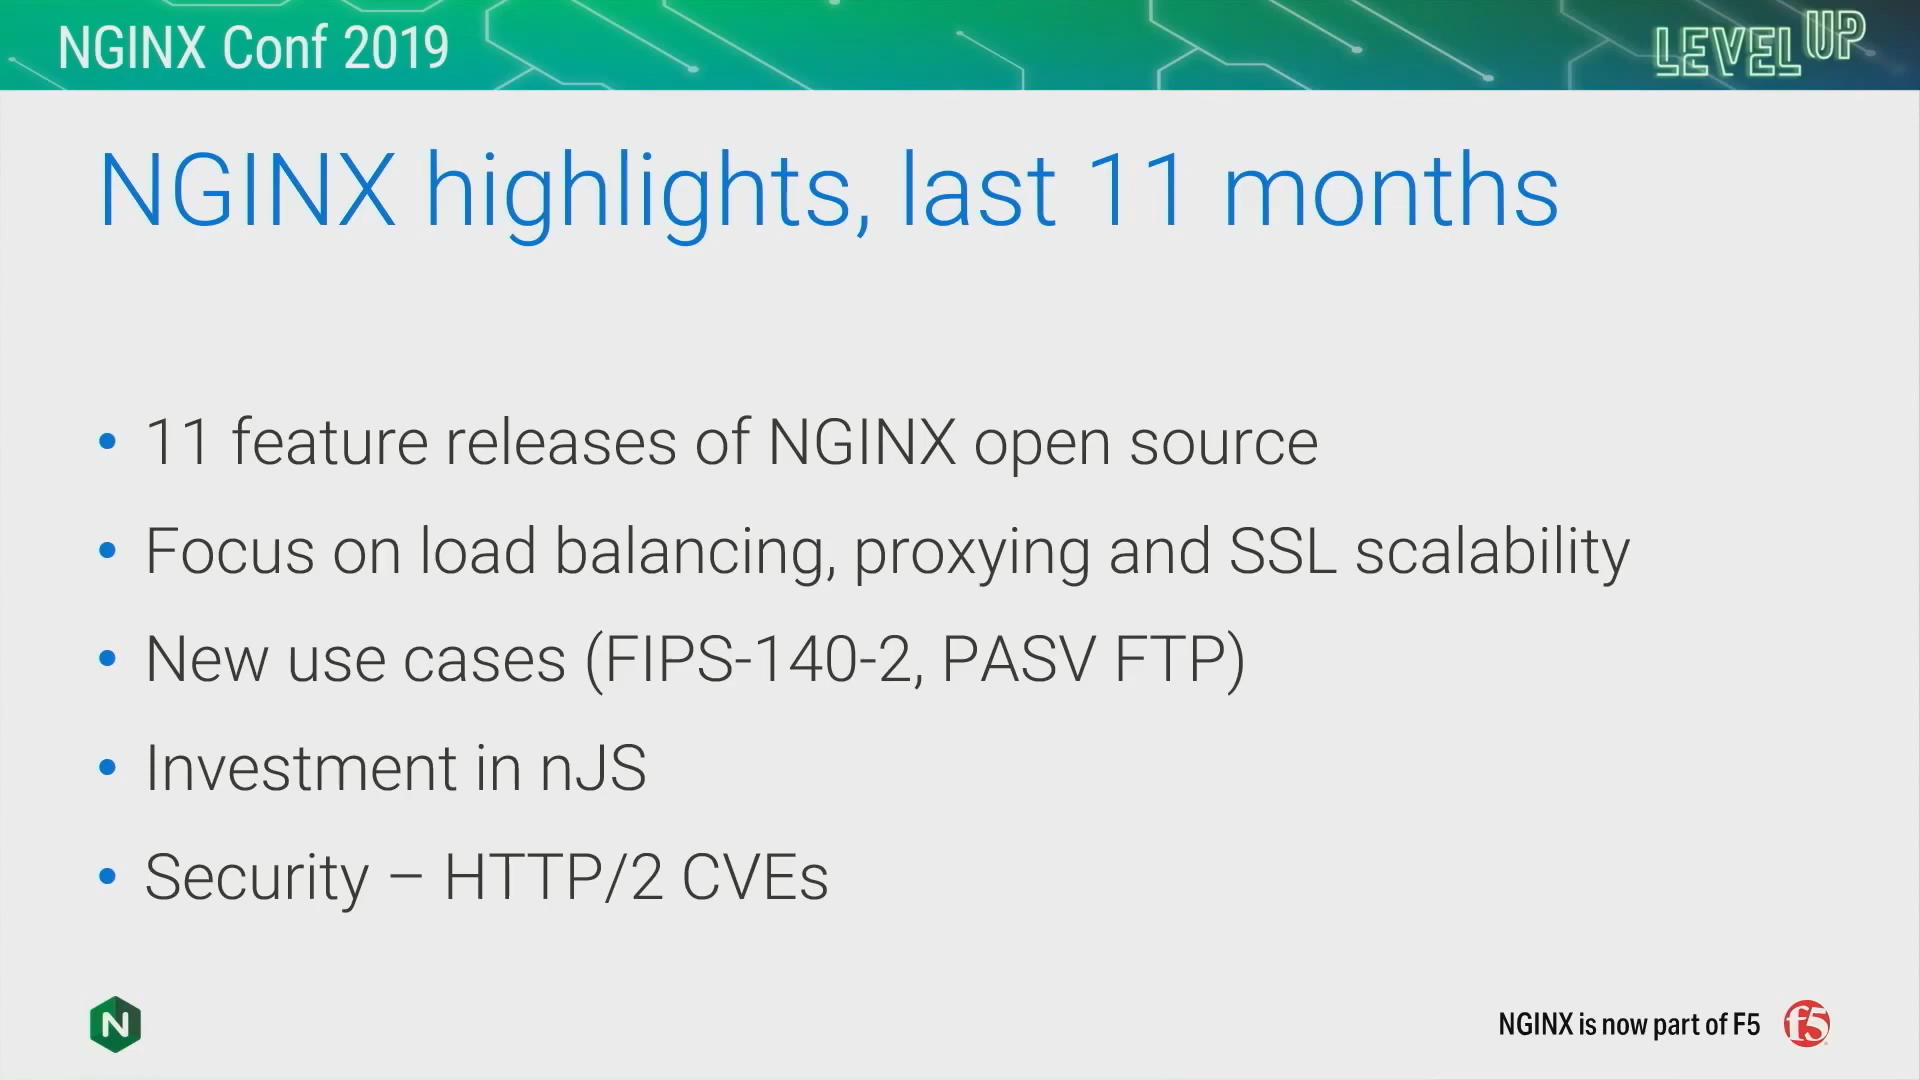 NGINX Conf 2019
LEVEL UP
NGINX highlights, last 11 months
• 11 feature releases of NGINX open source
• Focus on load balancing, proxying and SSL scalability
• New use cases (FIPS-140-2, PASV FTP)
• Investment in nJS
• Security – HTTP/2 CVEs
N
NGINX is now part of F5
f5